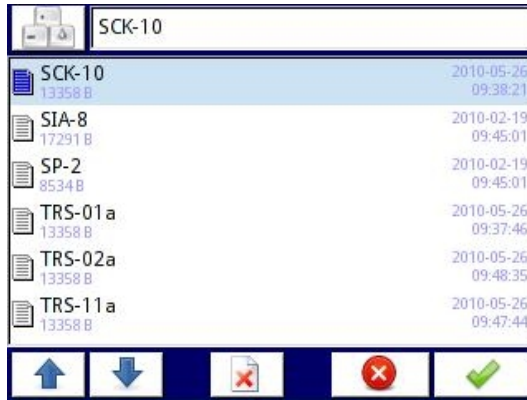 SCK-10
SCK-10 2010-05-26
13358 B 09:38:21
SIA-8 2010-02-19
17291 B 09:45:01
SP-2 2010-02-19
8534 B 09:45:01
TRS-01a 2010-05-26
13358 B 09:37:46
TRS-02a 2010-05-26
13358 B 09:48:35
TRS-11a 2010-05-26
13358 B 09:47:44